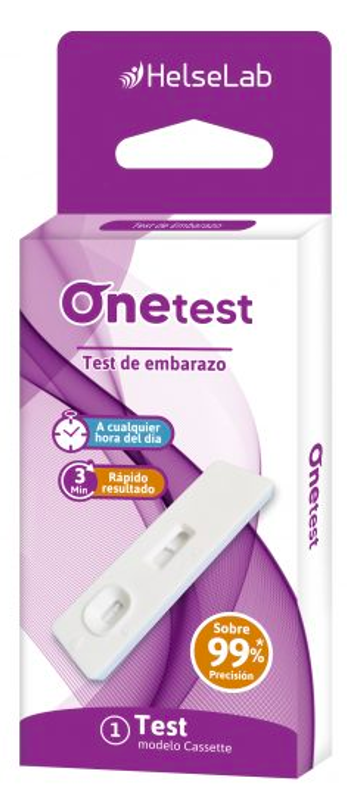 HelseLab
Test de Embarazo
Onetest
Test de embarazo
A cualquier
hora del día
3
Min
Rápido
resultado
Onetest
Sobre
99%*
Precisión
1 Test
modelo Cassette